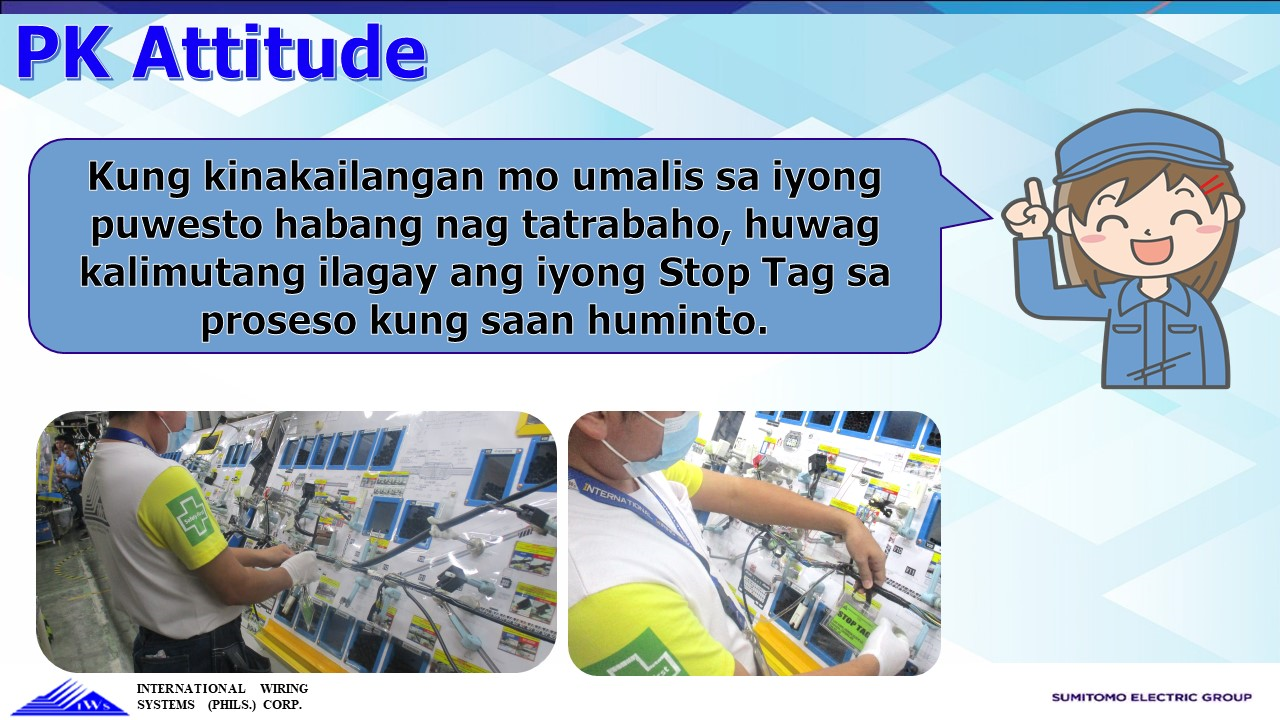 PK Attitude
Kung kinakailangan mo umalis sa iyong
puwesto habang nag tatrabaho, huwag
kalimutang ilagay ang iyong Stop Tag sa
proseso kung saan huminto.
INTERNATIONAL
STOP TAG
IWS
INTERNATIONAL WIRING
SYSTEMS (PHILS.) CORP.
SUMITOMO ELECTRIC GROUP